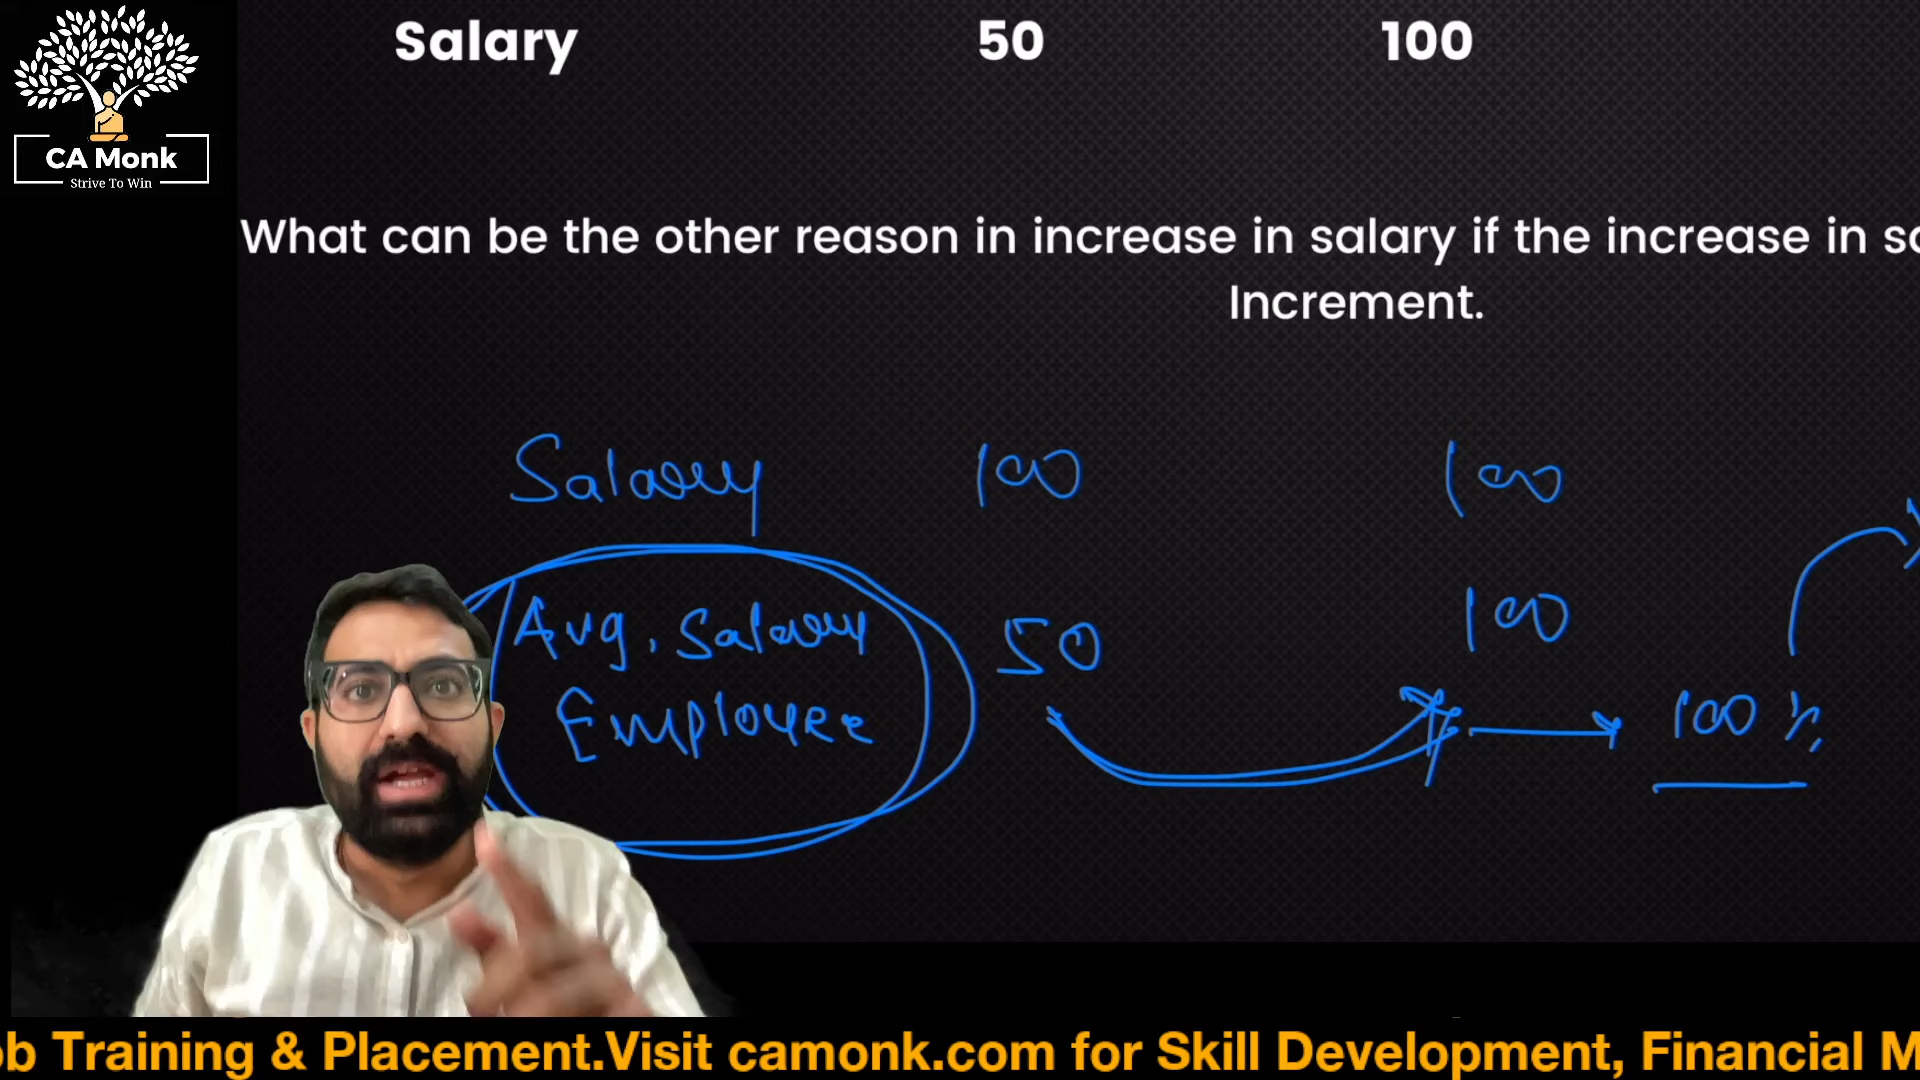 Salary 50 100
CA Monk
Strive To Win
What can be the other reason in increase in salary if the increase in
Increment.
Salary 100 100
Avg. Salary 50 100
Employee 100 %
Training & Placement.Visit camonk.com for Skill Development, Financial